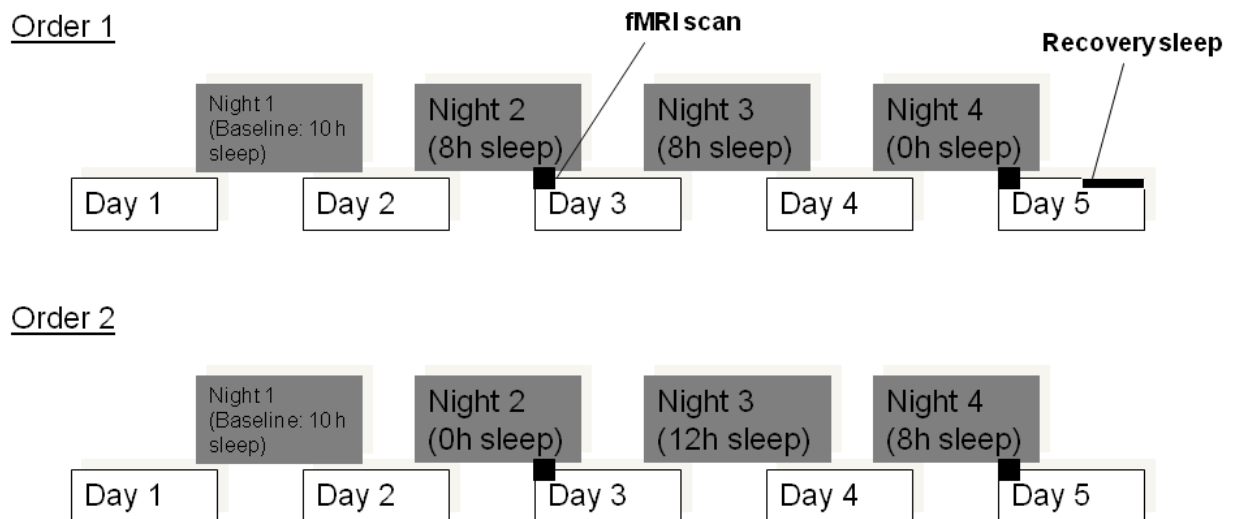 Order 1
fMRI scan
Recovery sleep
Night 1
(Baseline: 10 h
sleep)
Night 2
(8h sleep)
Night 3
(8h sleep)
Night 4
(0h sleep)
Day 1
Day 2
Day 3
Day 4
Day 5
Order 2
Night 1
(Baseline: 10 h
sleep)
Night 2
(0h sleep)
Night 3
(12h sleep)
Night 4
(8h sleep)
Day 1
Day 2
Day 3
Day 4
Day 5